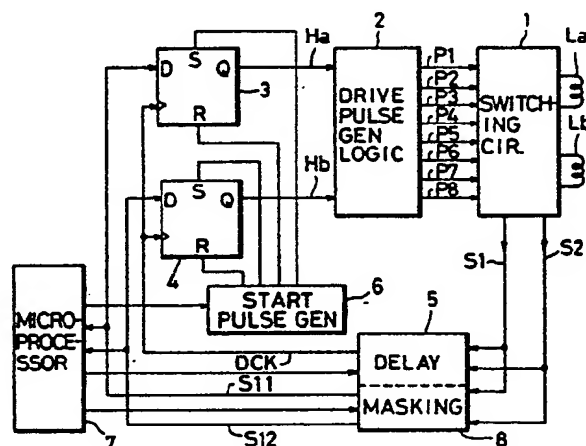 2
1
La
Ha
S
D
Q
3
R
DRIVE
PULSE
GEN
LOGIC
P1
P2
P3
P4
P5
P6
P7
P8
SWITCH
ING
CIR.
Lb
Hb
S
D
Q
R
4
S1
S2
START
PULSE GEN
6
5
MICRO-
PROCE-
SSOR
7
DCK
S11
S12
DELAY
MASKING
8